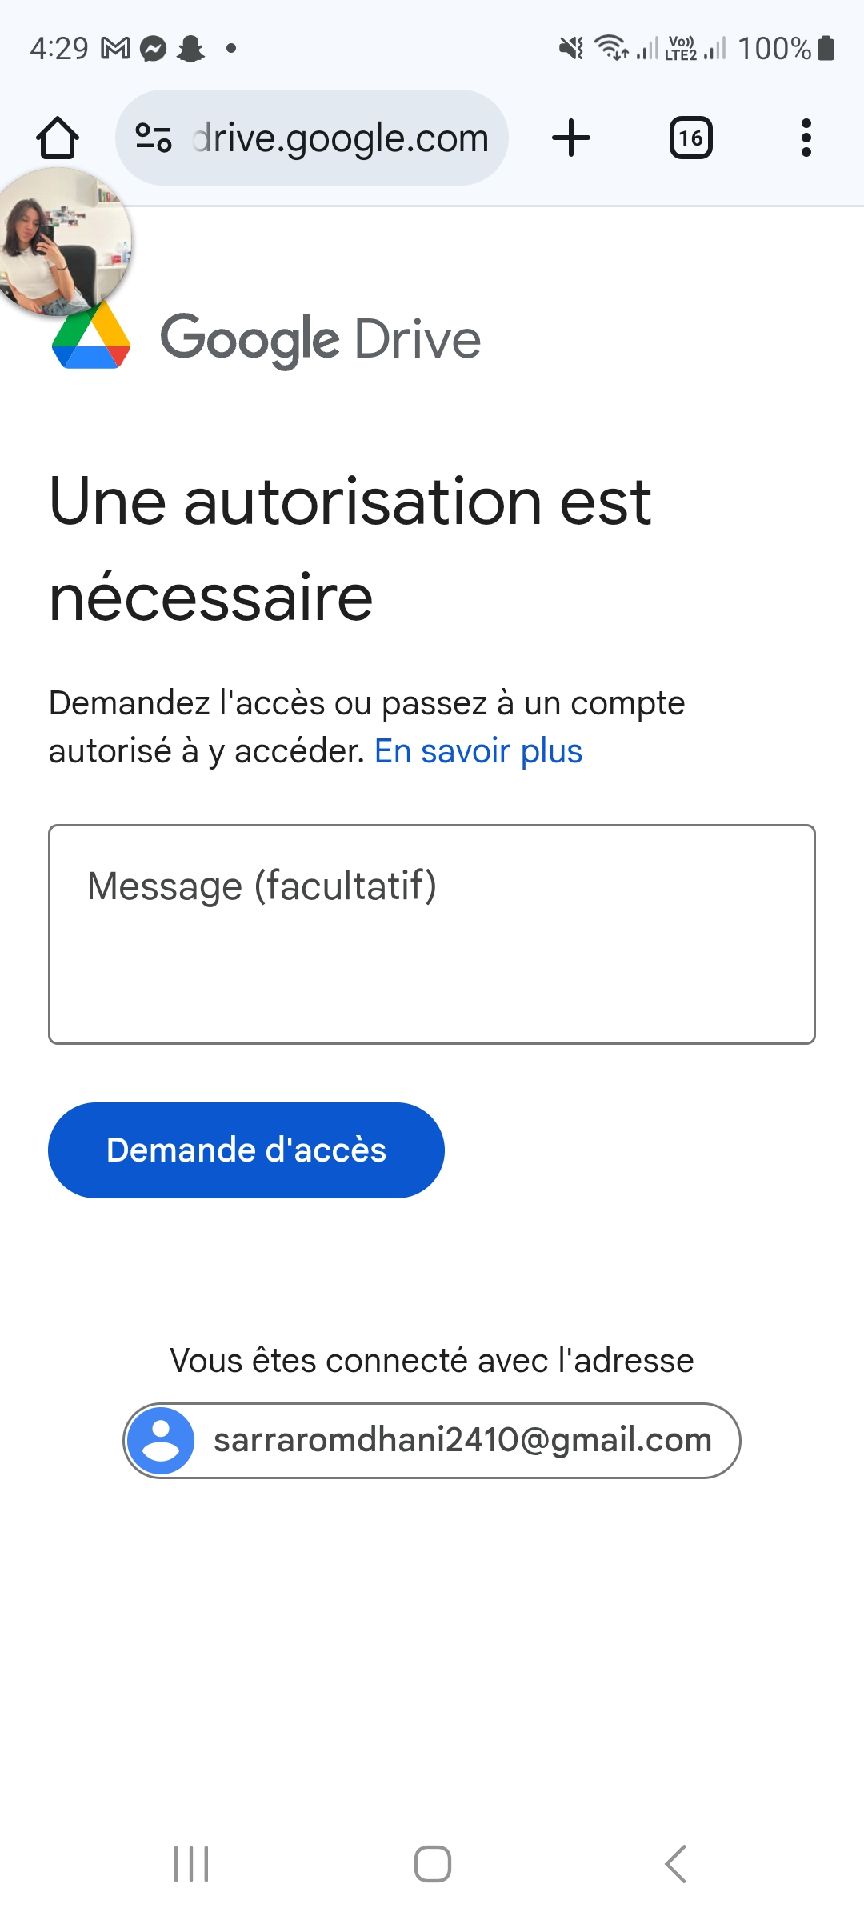 4:29
Vo)) LTE2 100%
drive.google.com
16
Google Drive
Une autorisation est
nécessaire
Demandez l'accès ou passez à un compte
autorisé à y accéder. En savoir plus
Message (facultatif)
Demande d'accès
Vous êtes connecté avec l'adresse
sarraromdhani2410@gmail.com